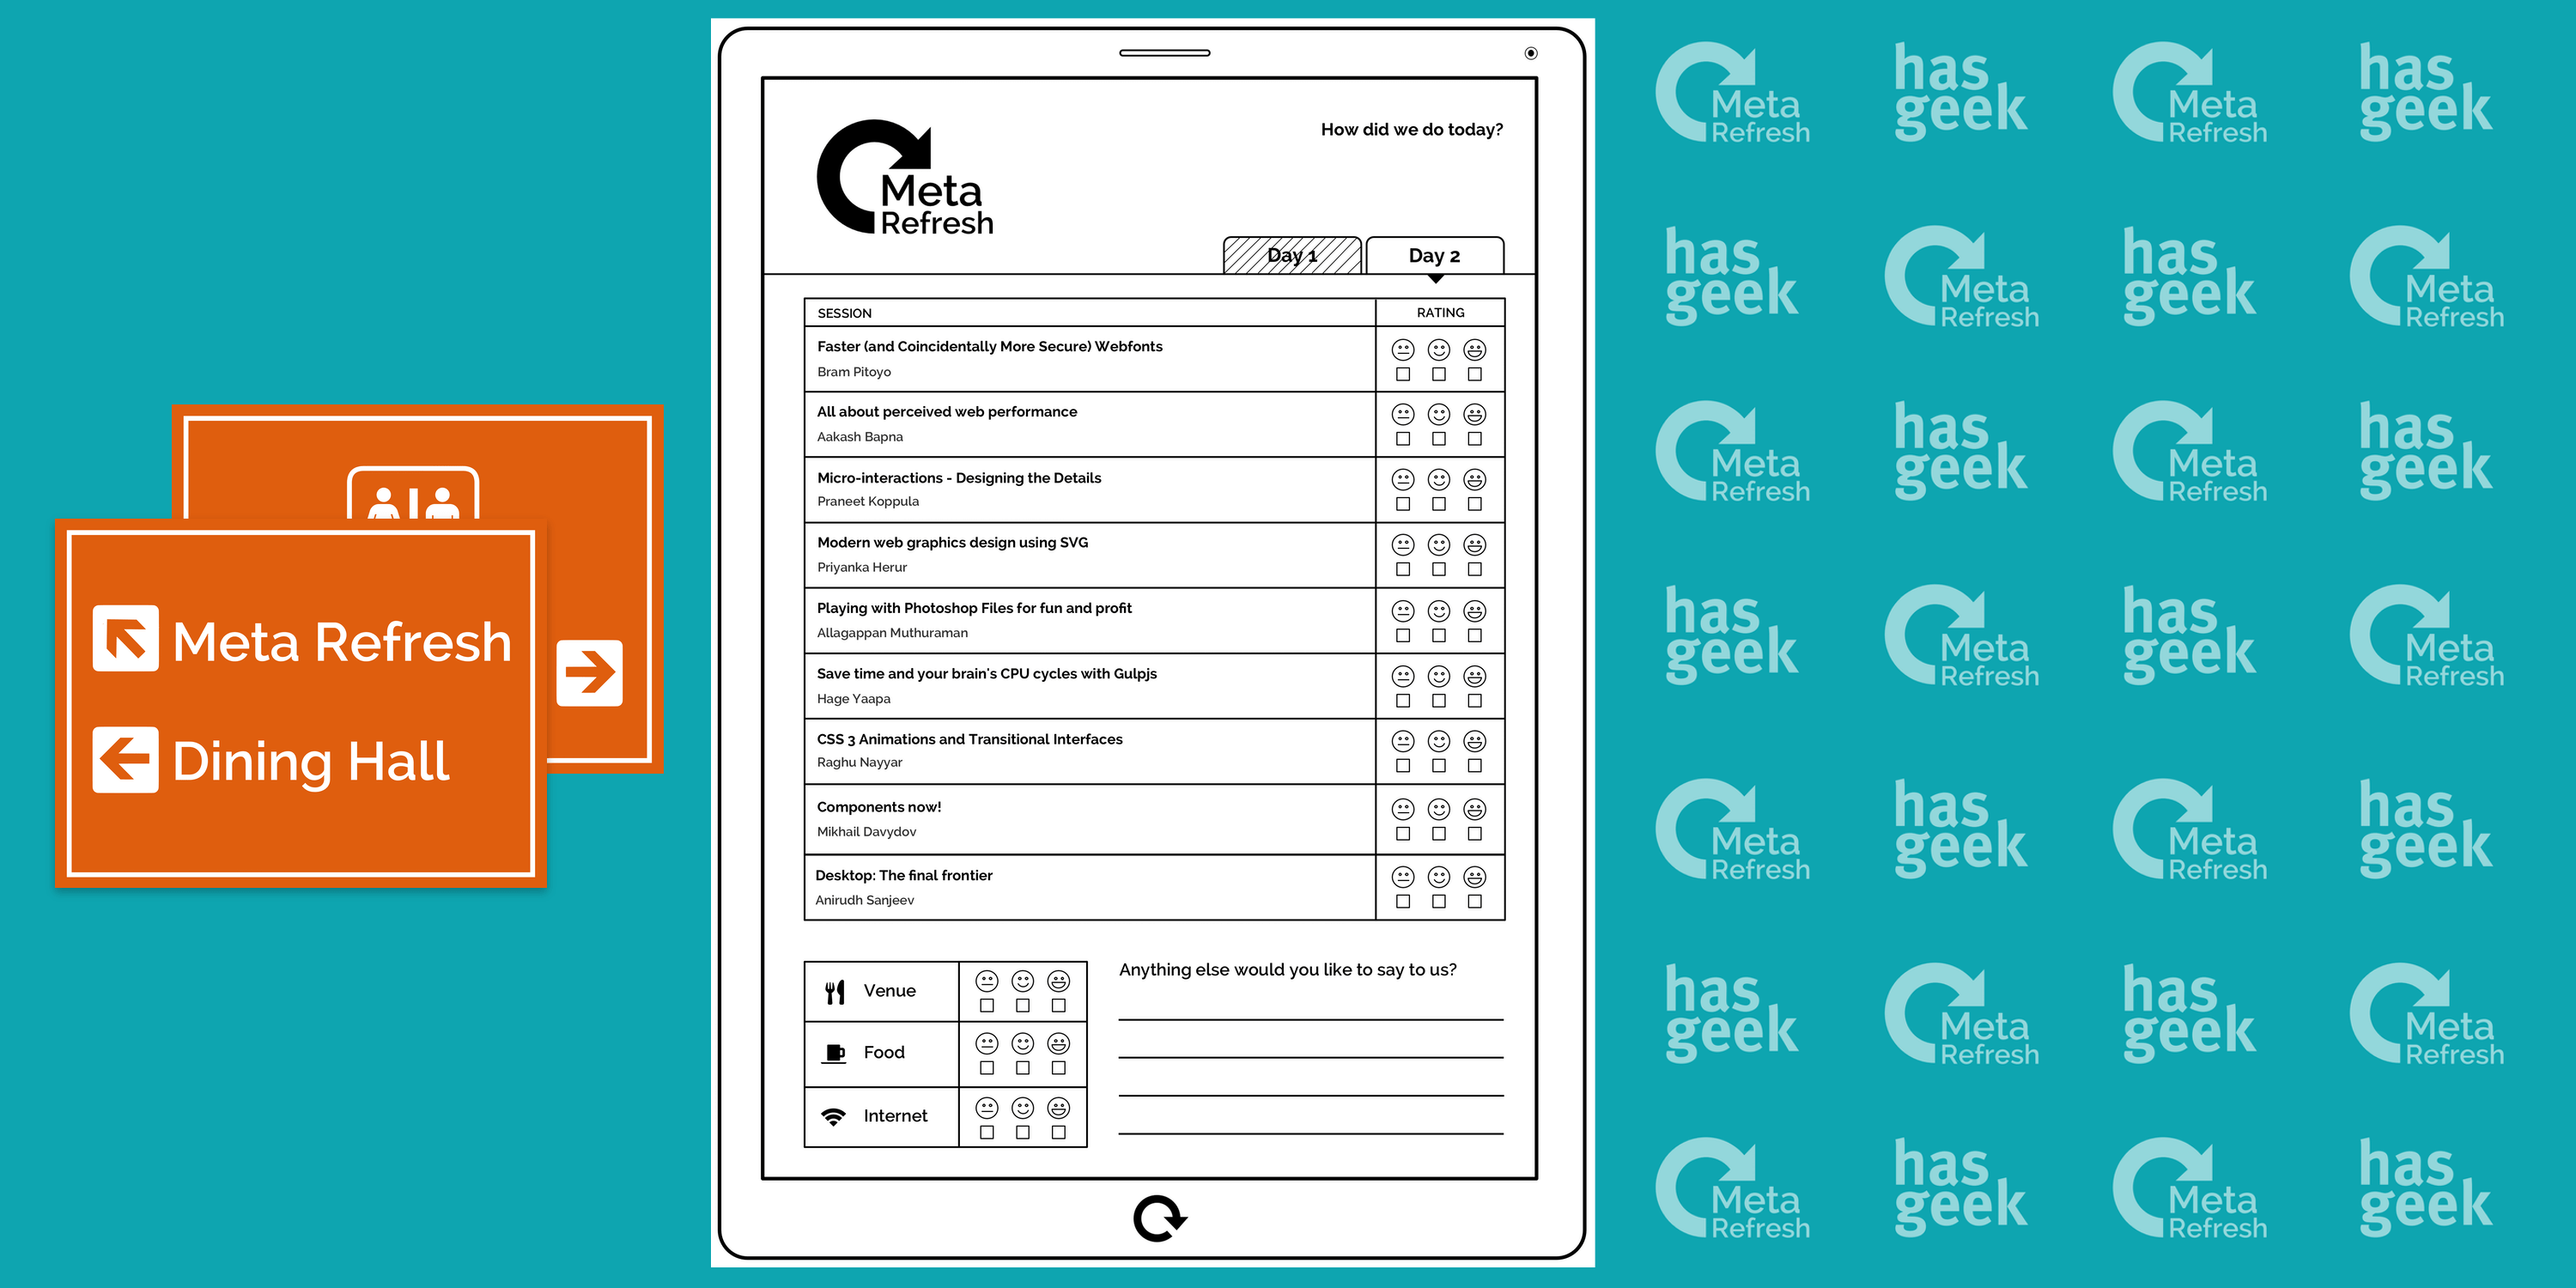 Meta Refresh
Dining Hall
Meta
Refresh
How did we do today?
Day 1
Day 2
SESSION
RATING
Faster (and Coincidentally More Secure) Webfonts
Bram Pitoyo
All about perceived web performance
Aakash Bapna
Micro-interactions - Designing the Details
Praneet Koppula
Modern web graphics design using SVG
Priyanka Herur
Playing with Photoshop Files for fun and profit
Allagappan Muthuraman
Save time and your brain's CPU cycles with Gulpjs
Hage Yaapa
CSS 3 Animations and Transitional Interfaces
Raghu Nayyar
Components now!
Mikhail Davydov
Desktop: The final frontier
Anirudh Sanjeev
Venue
Food
Internet
Anything else would you like to say to us?
Meta
Refresh
has
geek
Meta
Refresh
has
geek
has
geek
Meta
Refresh
has
geek
Meta
Refresh
Meta
Refresh
has
geek
Meta
Refresh
has
geek
has
geek
Meta
Refresh
has
geek
Meta
Refresh
Meta
Refresh
has
geek
Meta
Refresh
has
geek
has
geek
Meta
Refresh
has
geek
Meta
Refresh
Meta
Refresh
has
geek
Meta
Refresh
has
geek